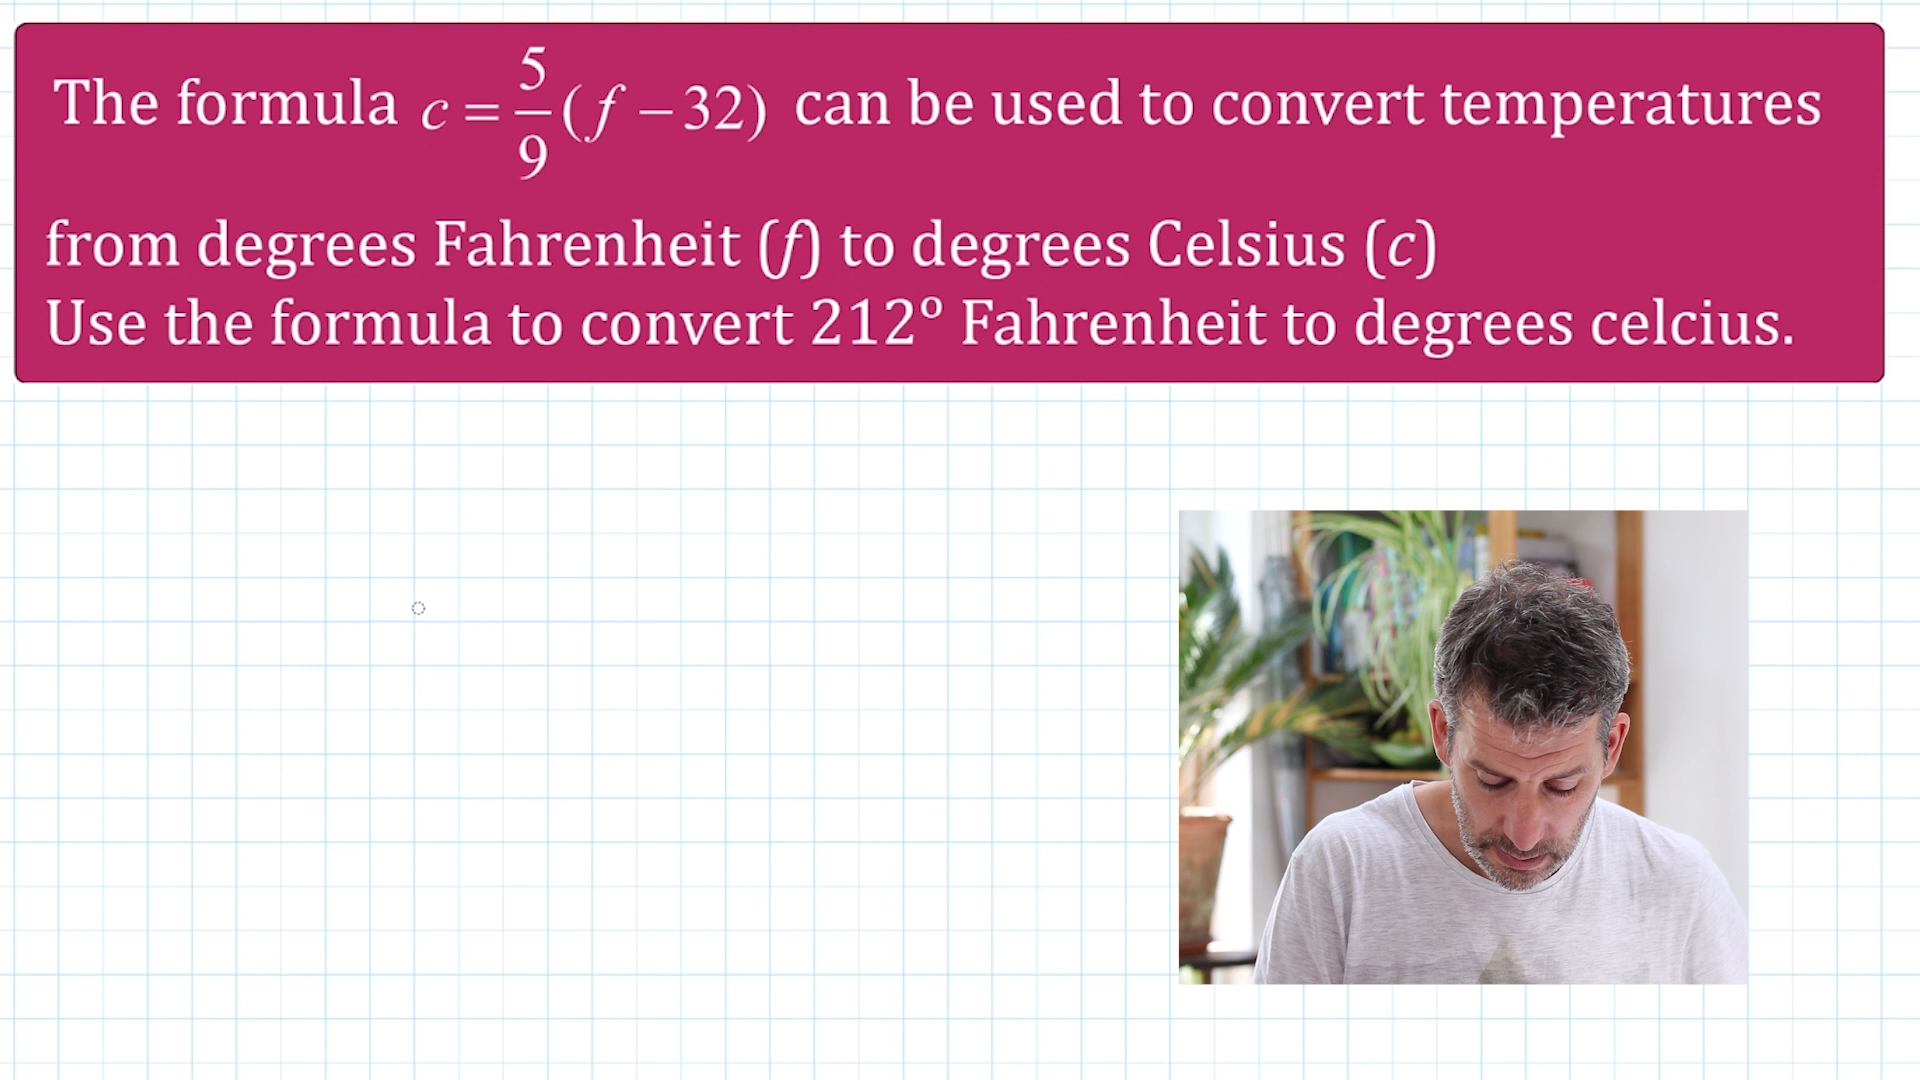 The formula c = 5/9 (f − 32) can be used to convert temperatures
from degrees Fahrenheit (f) to degrees Celsius (c)
Use the formula to convert 212º Fahrenheit to degrees celcius.